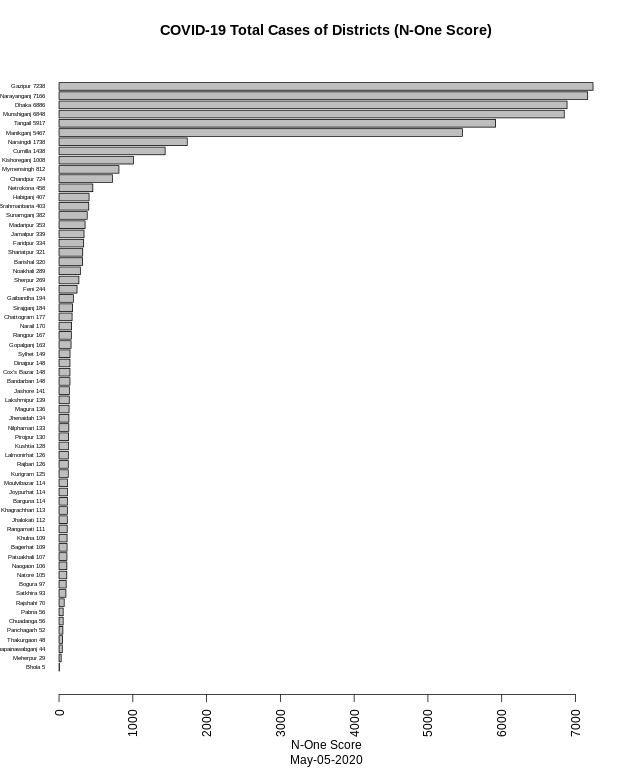 COVID-19 Total Cases of Districts (N-One Score)
Gazipur 7238
Narayanganj 7166
Dhaka 6886
Munshiganj 6848
Tangail 5917
Manikganj 5467
Narsingdi 1738
Cumilla 1438
Kishoreganj 1008
Mymensingh 812
Chandpur 724
Netrokona 458
Habiganj 407
Brahmanbaria 403
Sunamganj 382
Madaripur 353
Jamalpur 339
Faridpur 334
Shariatpur 321
Barishal 320
Noakhali 289
Sherpur 269
Feni 244
Gaibandha 194
Sirajganj 184
Chattogram 177
Narail 170
Rangpur 167
Gopalganj 163
Sylhet 149
Dinajpur 148
Cox's Bazar 148
Bandarban 148
Jashore 141
Lakshmipur 139
Magura 136
Jhenaidah 134
Nilphamari 133
Pirojpur 130
Kushtia 128
Lalmonirhat 126
Rajbari 126
Kurigram 125
Moulvibazar 114
Joypurhat 114
Barguna 114
Khagrachhari 113
Jhalokati 112
Rangamati 111
Khulna 109
Bagerhat 109
Patuakhali 107
Naogaon 106
Natore 105
Bogura 97
Satkhira 93
Rajshahi 70
Pabna 56
Chuadanga 56
Panchagarh 52
Thakurgaon 48
apainawabganj 44
Meherpur 29
Bhola 5
0 1000 2000 3000 4000 5000 6000 7000
N-One Score
May-05-2020